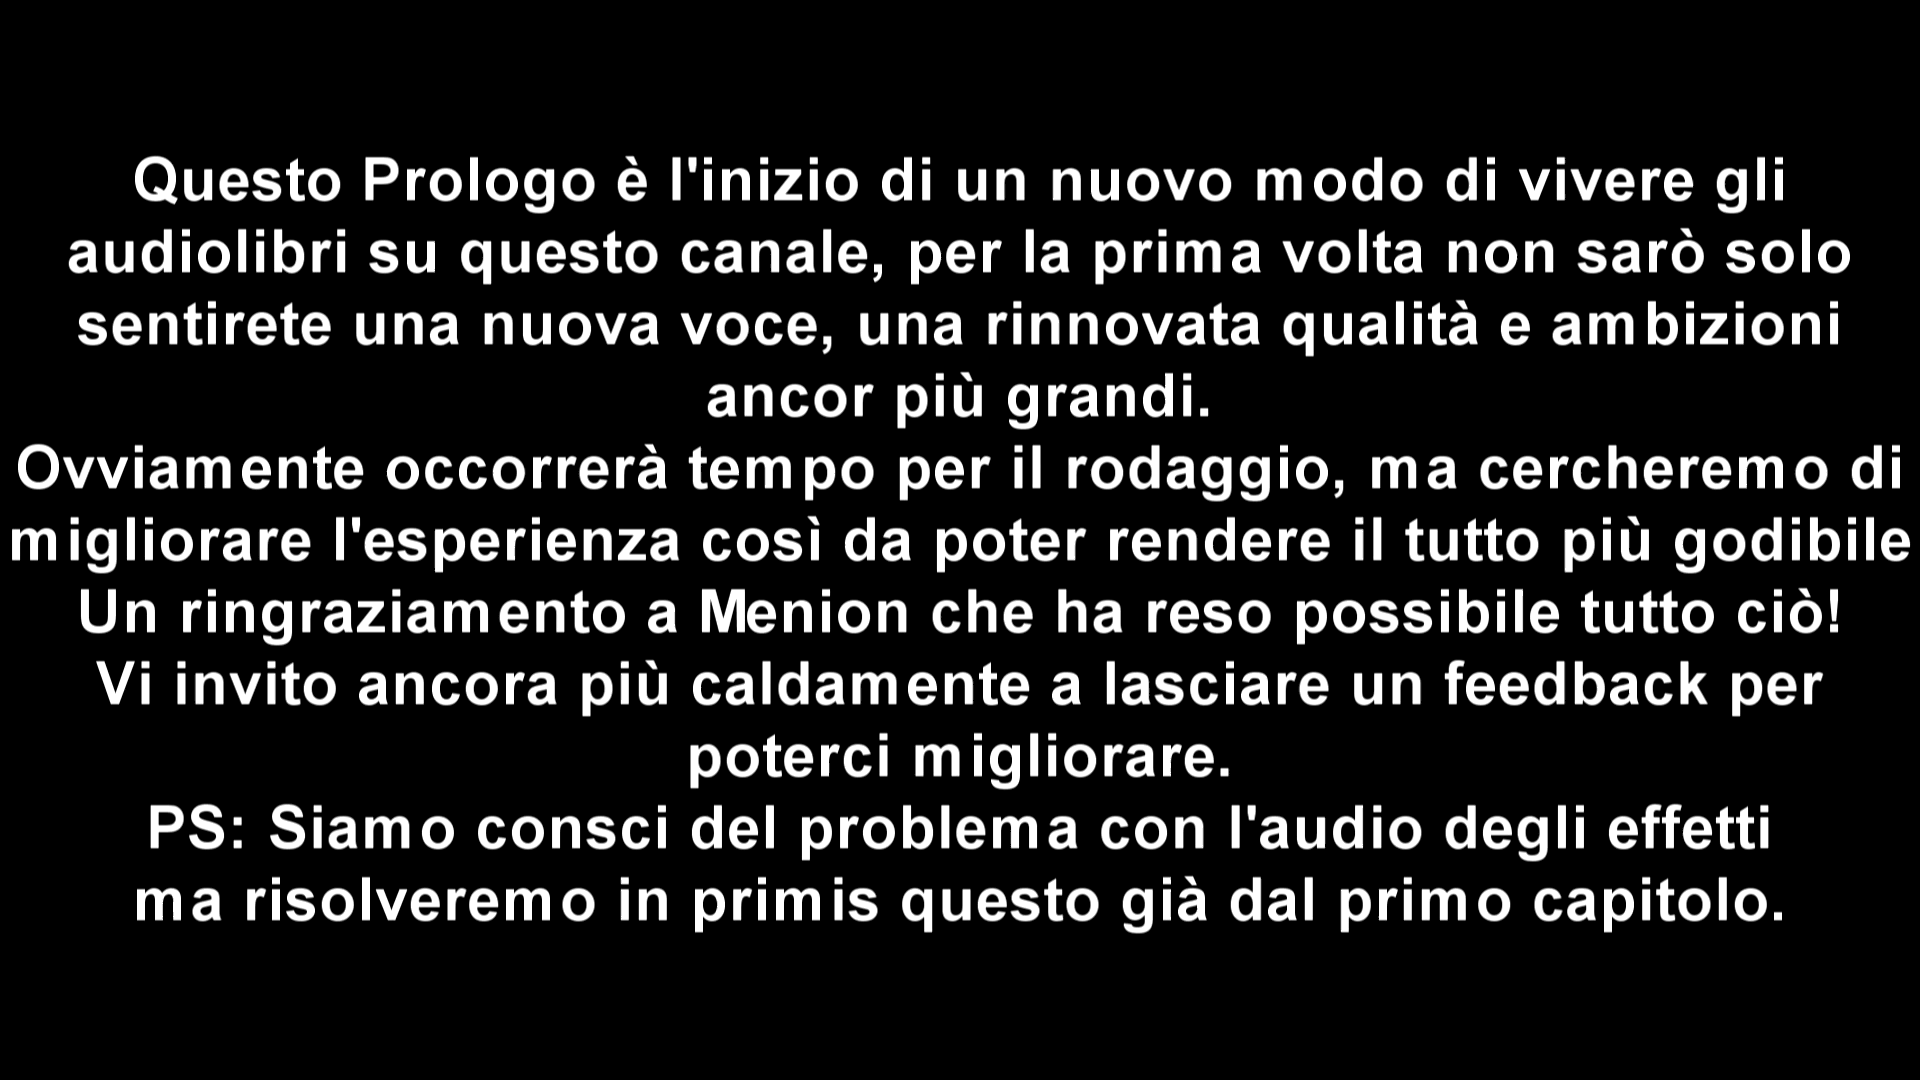 Questo Prologo è l'inizio di un nuovo modo di vivere gli
audiolibri su questo canale, per la prima volta non sarò solo
sentirete una nuova voce, una rinnovata qualità e ambizioni
ancor più grandi.
Ovviamente occorrerà tempo per il rodaggio, ma cercheremo di
migliorare l'esperienza così da poter rendere il tutto più godibile
Un ringraziamento a Menion che ha reso possibile tutto ciò!
Vi invito ancora più caldamente a lasciare un feedback per
poterci migliorare.
PS: Siamo consci del problema con l'audio degli effetti
ma risolveremo in primis questo già dal primo capitolo.